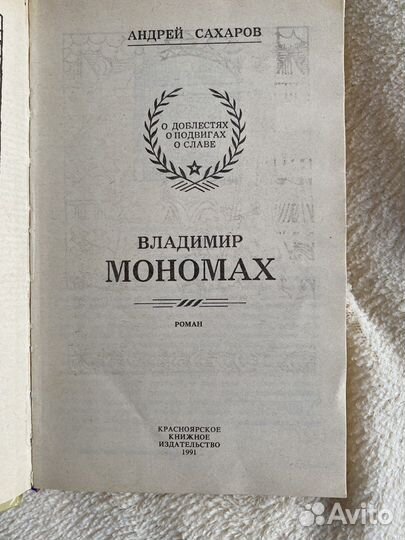 АНДРЕЙ САХАРОВ
О ДОБЛЕСТЯХ
О ПОДВИГАХ
О СЛАВЕ
ВЛАДИМИР
МОНОМАХ
РОМАН
КРАСНОЯРСКОЕ
КНИЖНОЕ
ИЗДАТЕЛЬСТВО
1991
Avito